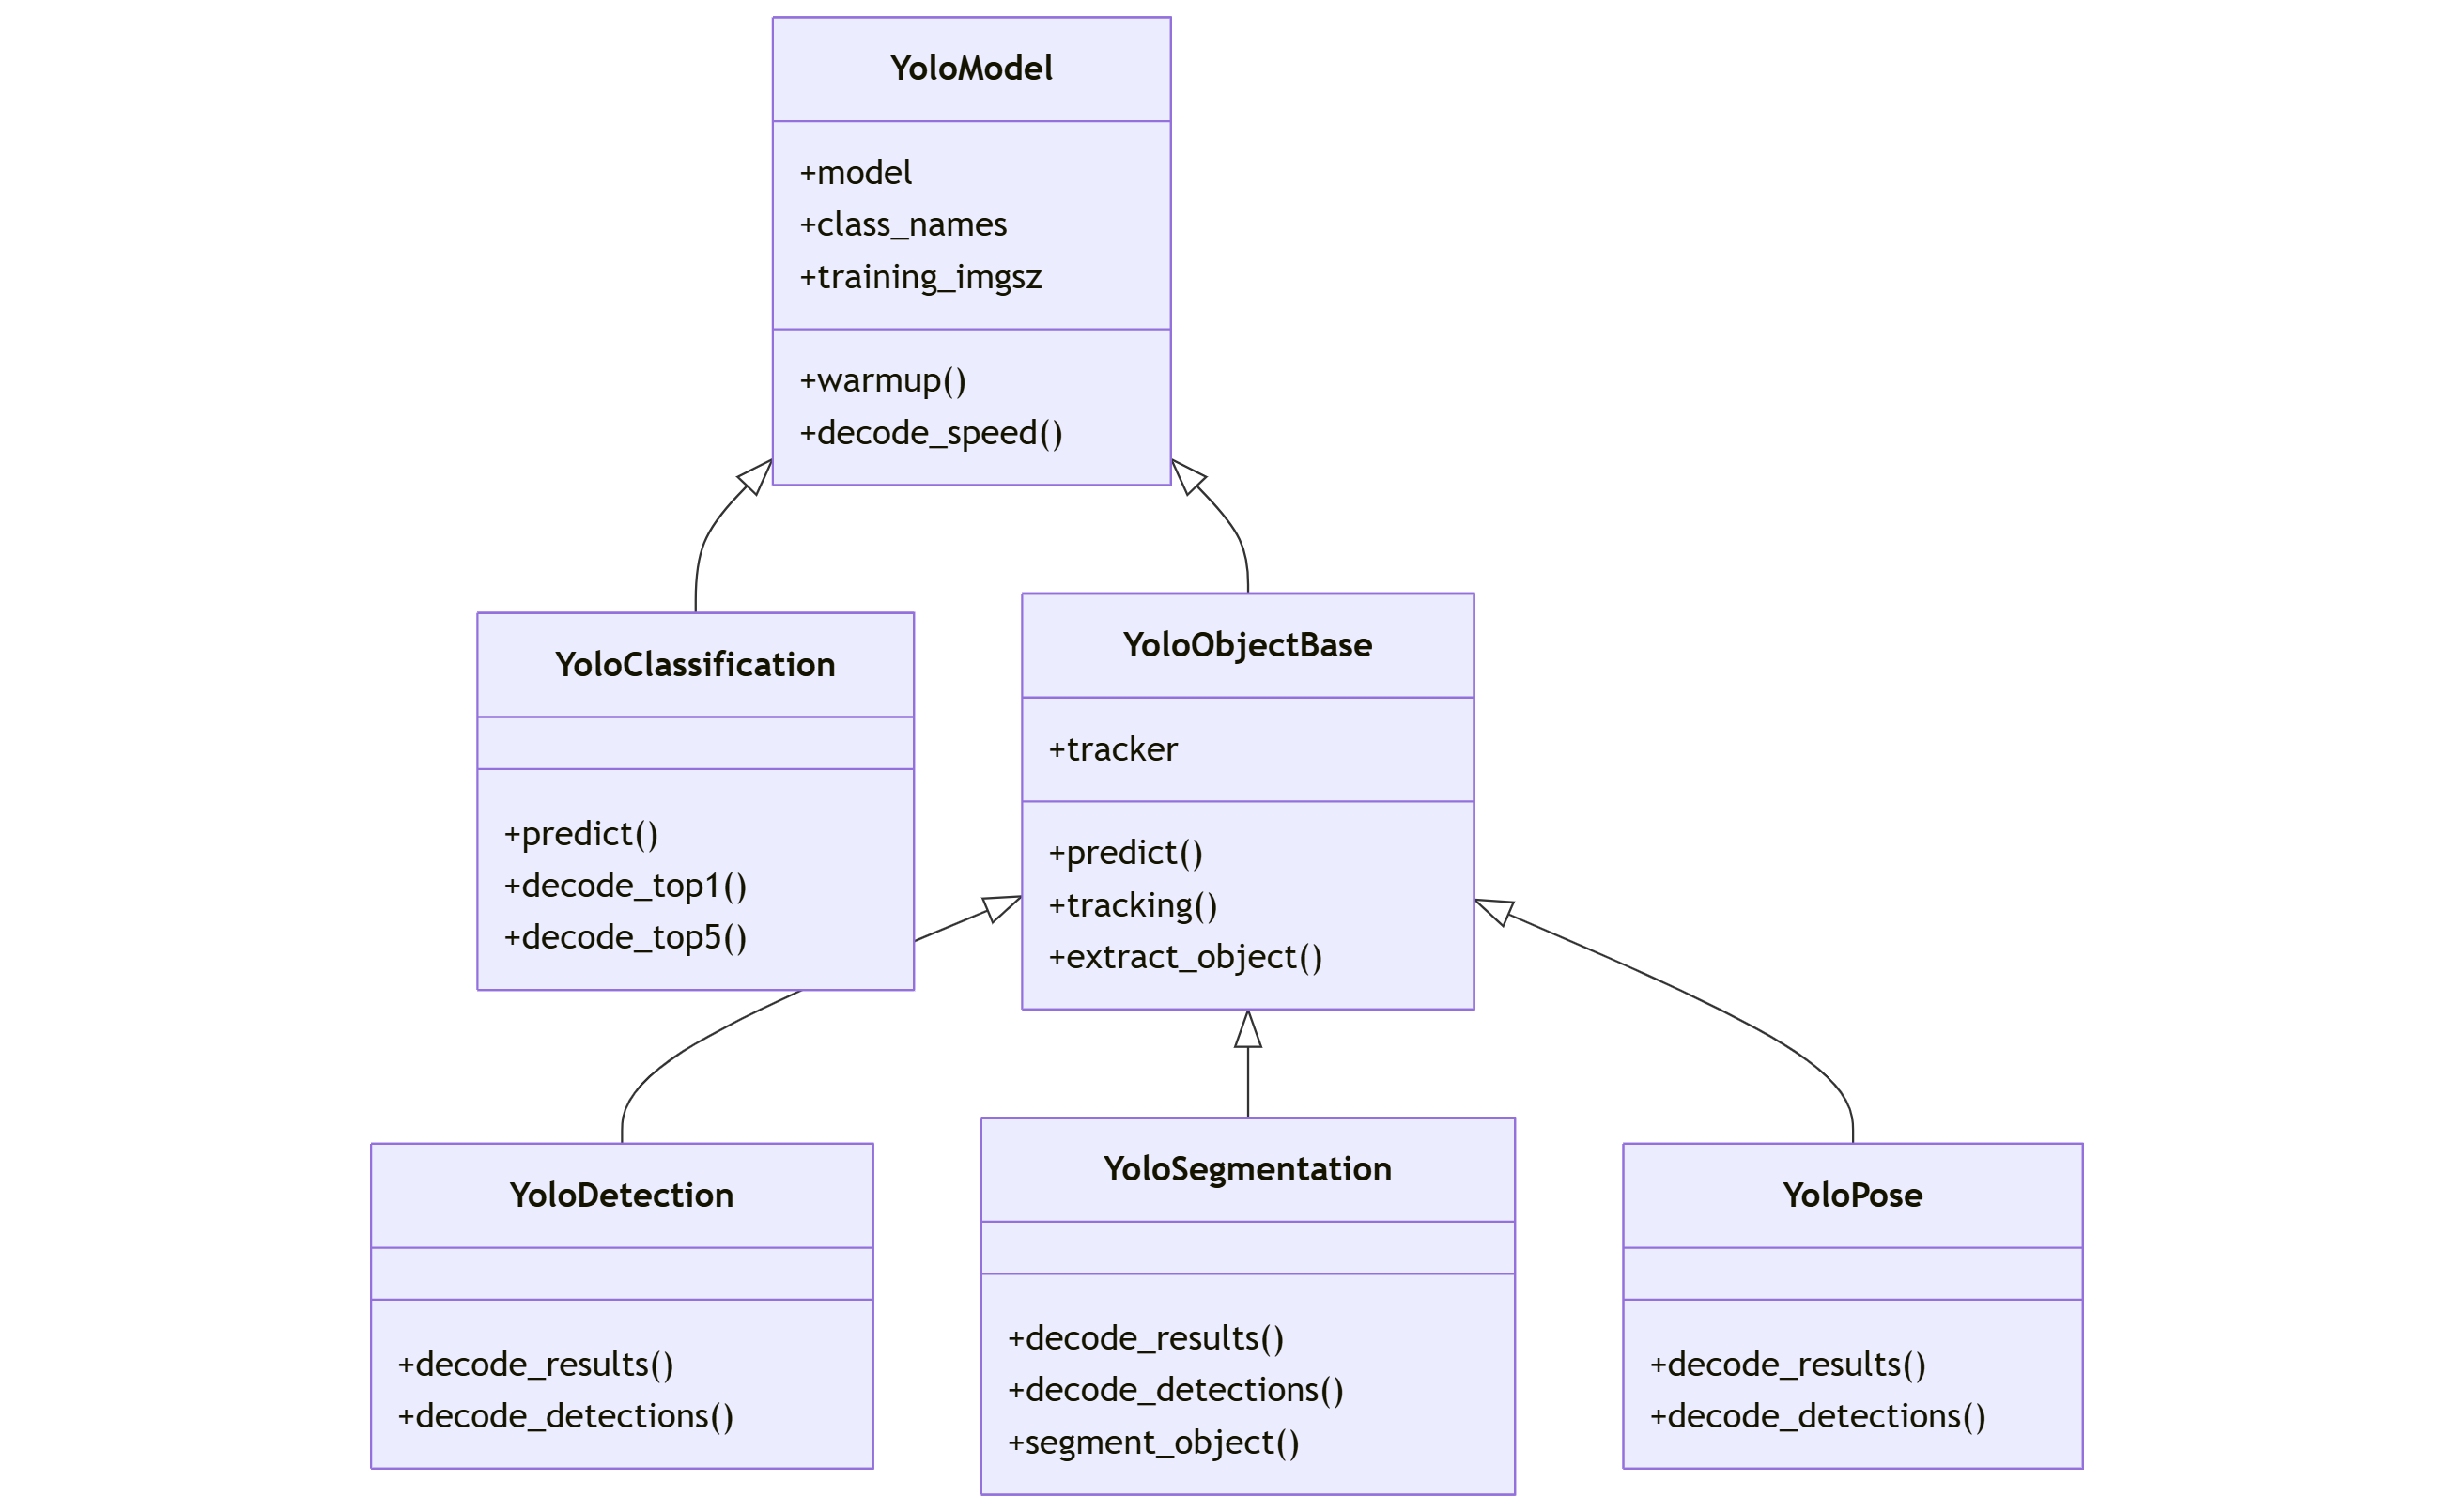 YoloModel
+model
+class_names
+training_imgsz
+warmup()
+decode_speed()
YoloClassification
+predict()
+decode_top1()
+decode_top5()
YoloObjectBase
+tracker
+predict()
+tracking()
+extract_object()
YoloDetection
+decode_results()
+decode_detections()
YoloSegmentation
+decode_results()
+decode_detections()
+segment_object()
YoloPose
+decode_results()
+decode_detections()